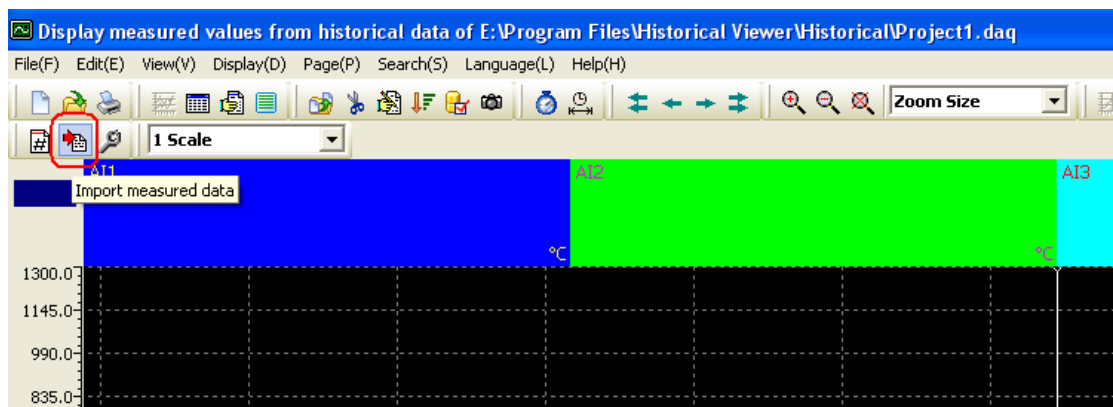 Display measured values from historical data of E:\Program Files\Historical Viewer\Historical\Project1.daq
File(F) Edit(E) View(V) Display(D) Page(P) Search(S) Language(L) Help(H)
Zoom Size
1 Scale
AI1 AI2 AI3
Import measured data
°C °C
1300.0
1145.0
990.0
835.0